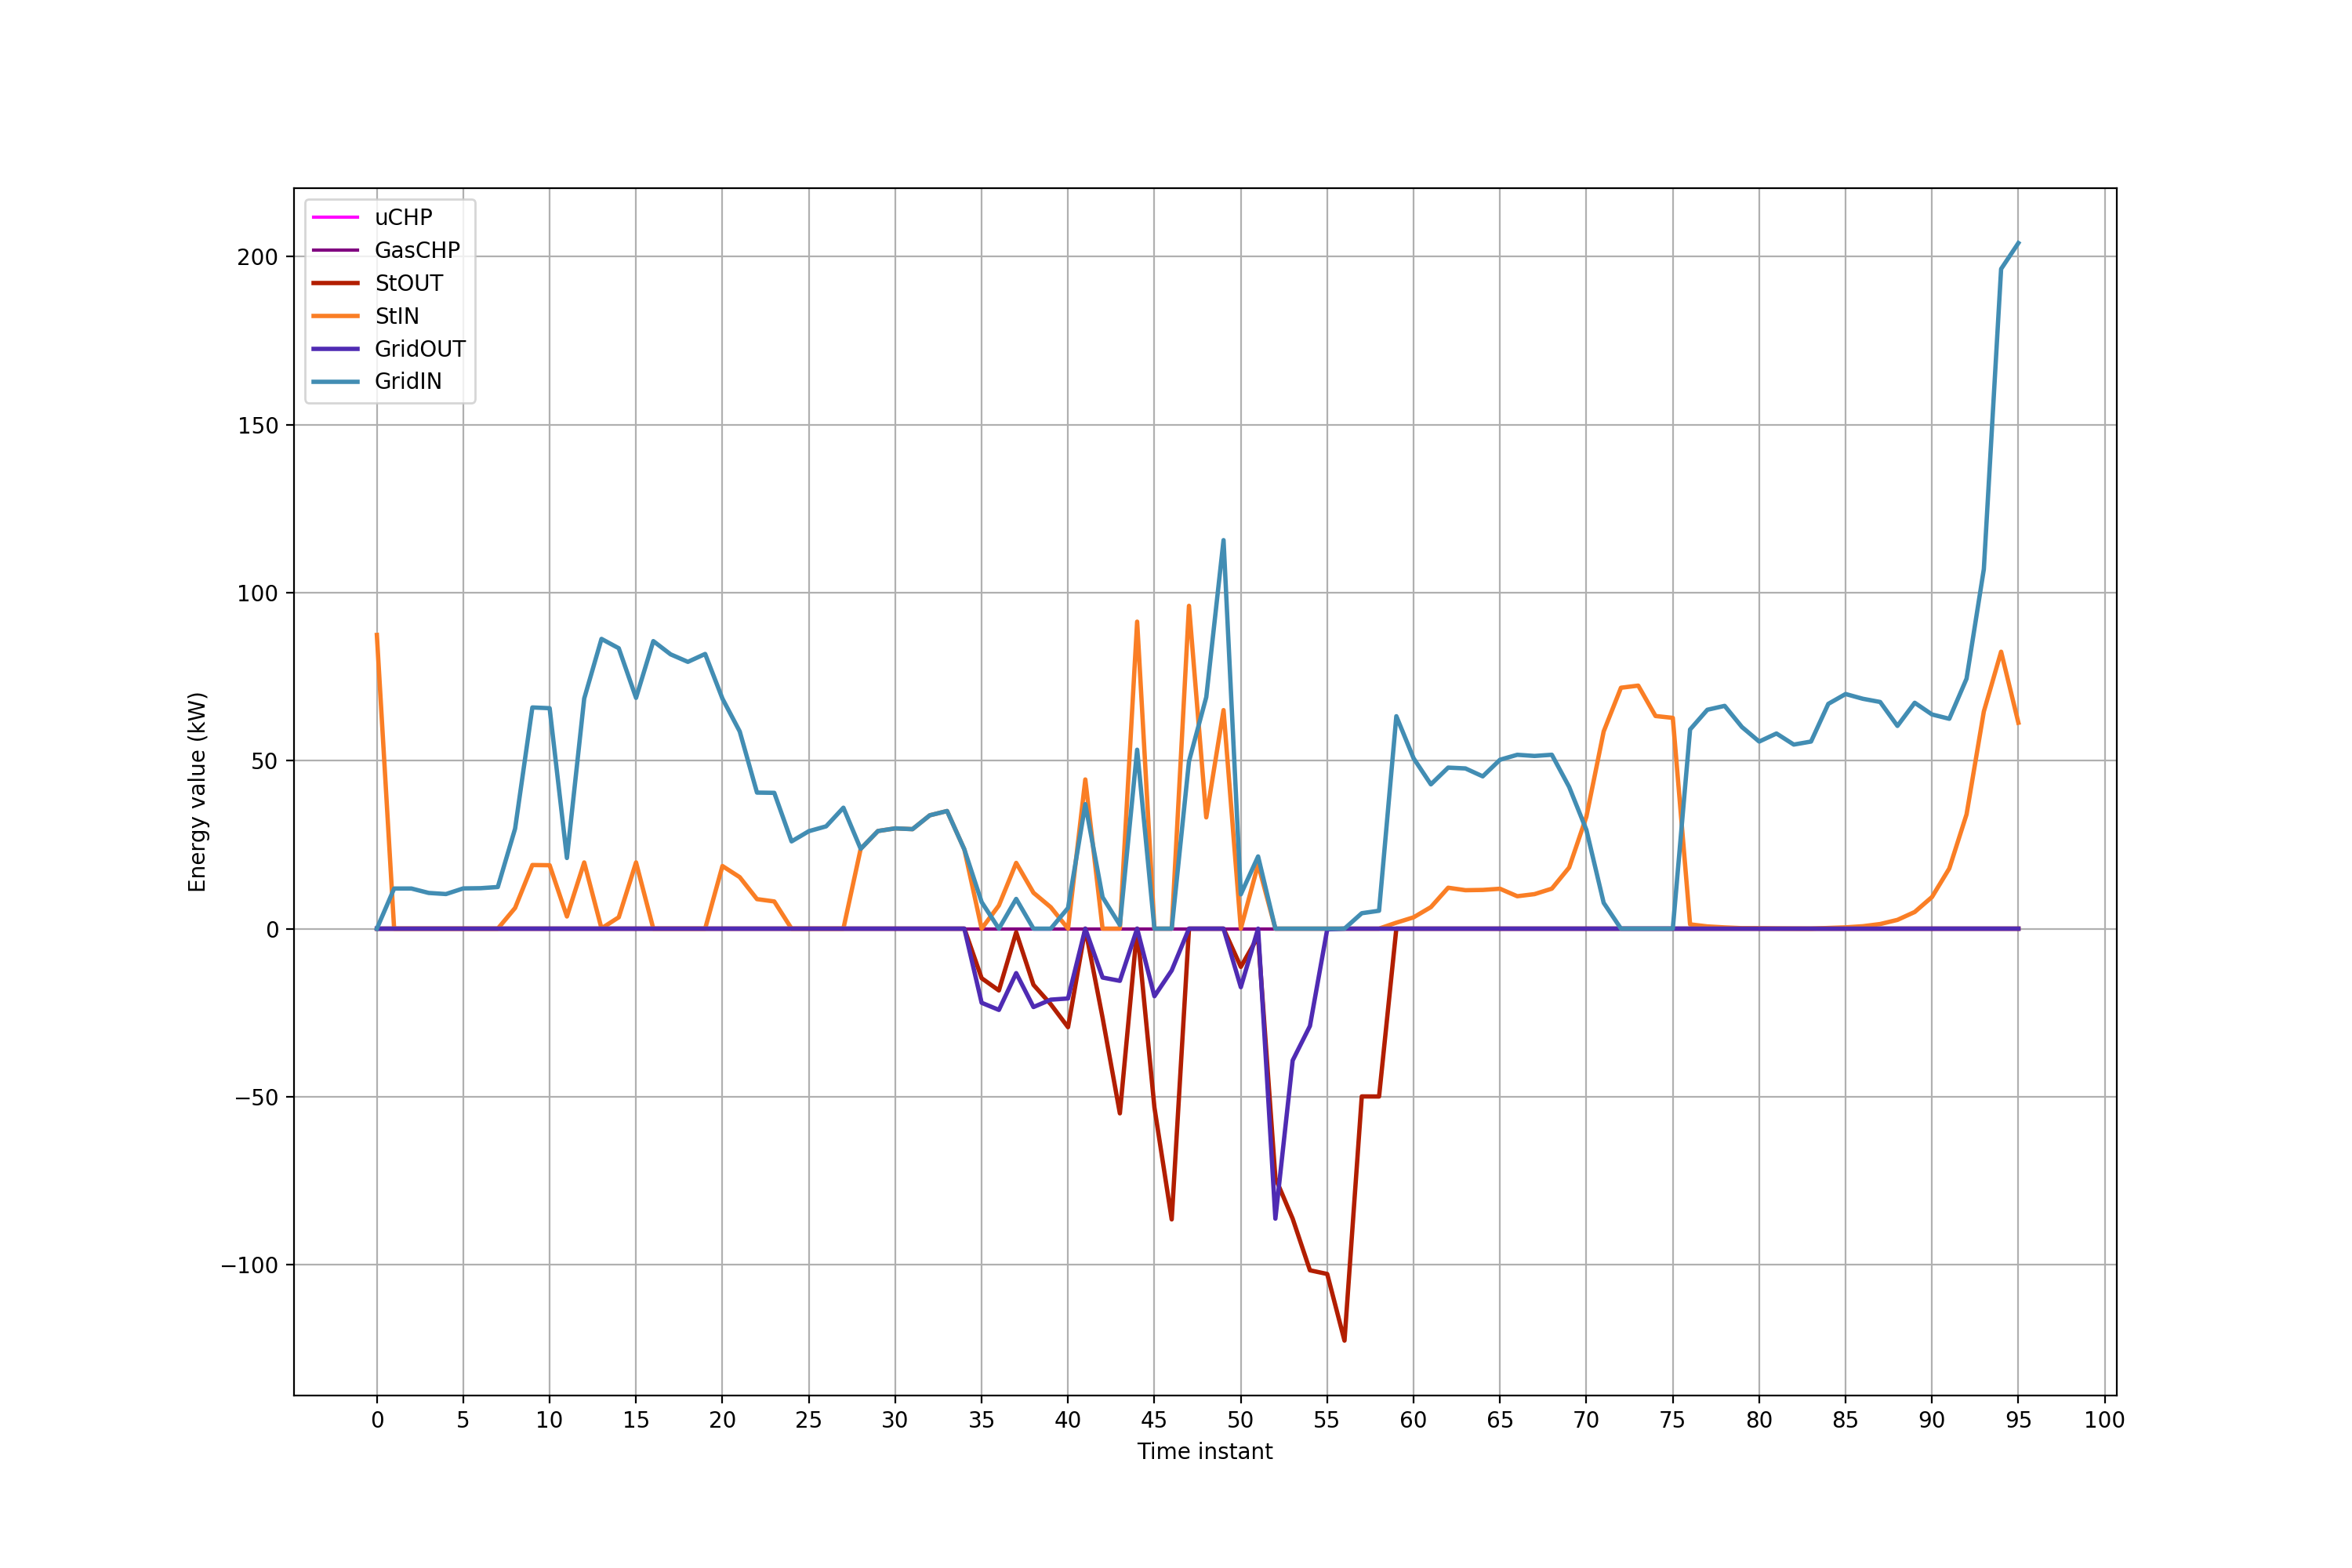 uCHP
GasCHP
StOUT
StIN
GridOUT
GridIN
200
150
100
50
0
−50
−100
Energy value (kW)
0 5 10 15 20 25 30 35 40 45 50 55 60 65 70 75 80 85 90 95 100
Time instant